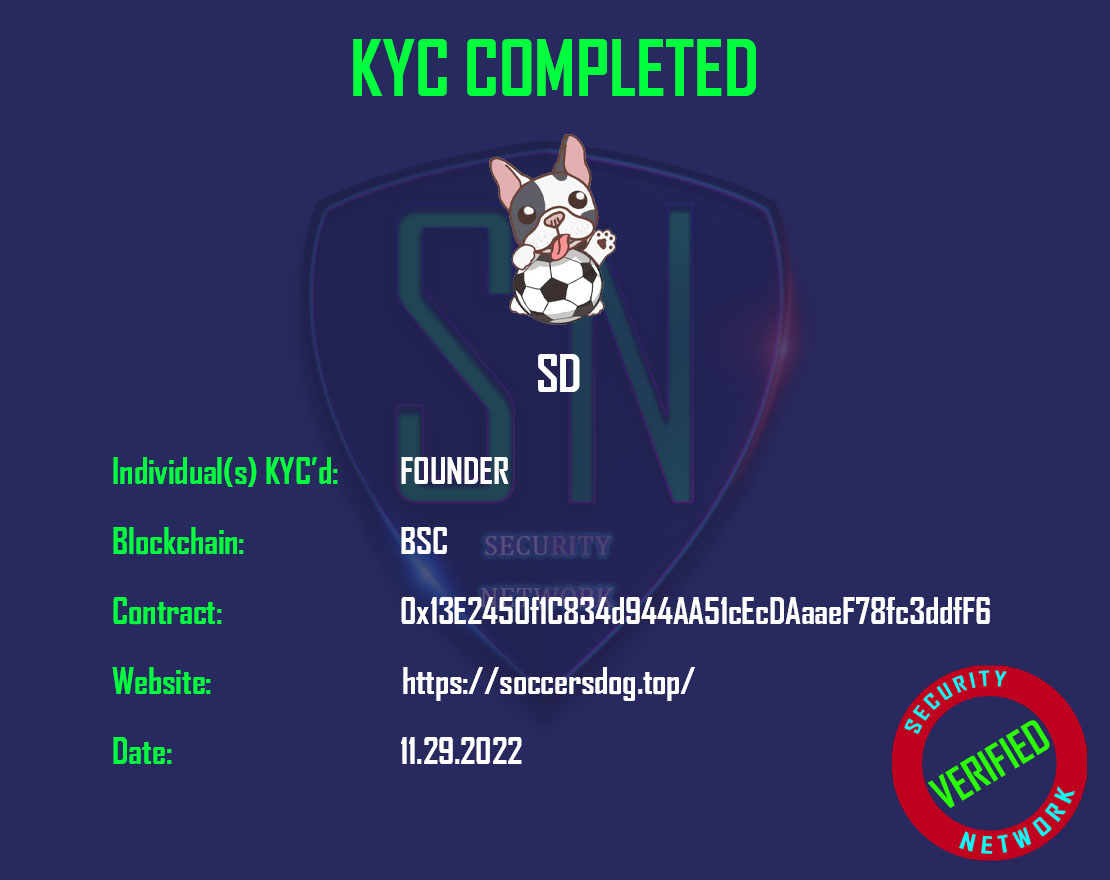 KYC COMPLETED
SD
Individual(s) KYC'd: FOUNDER
Blockchain: BSC
SECURITY
NETWORK
Contract: 0x13E2450f1C834d944AA51cEcDAaaeF78fc3ddfF6
Website: https://soccersdog.top/
Date: 11.29.2022
SECURITY
VERIFIED
NETWORK
SN